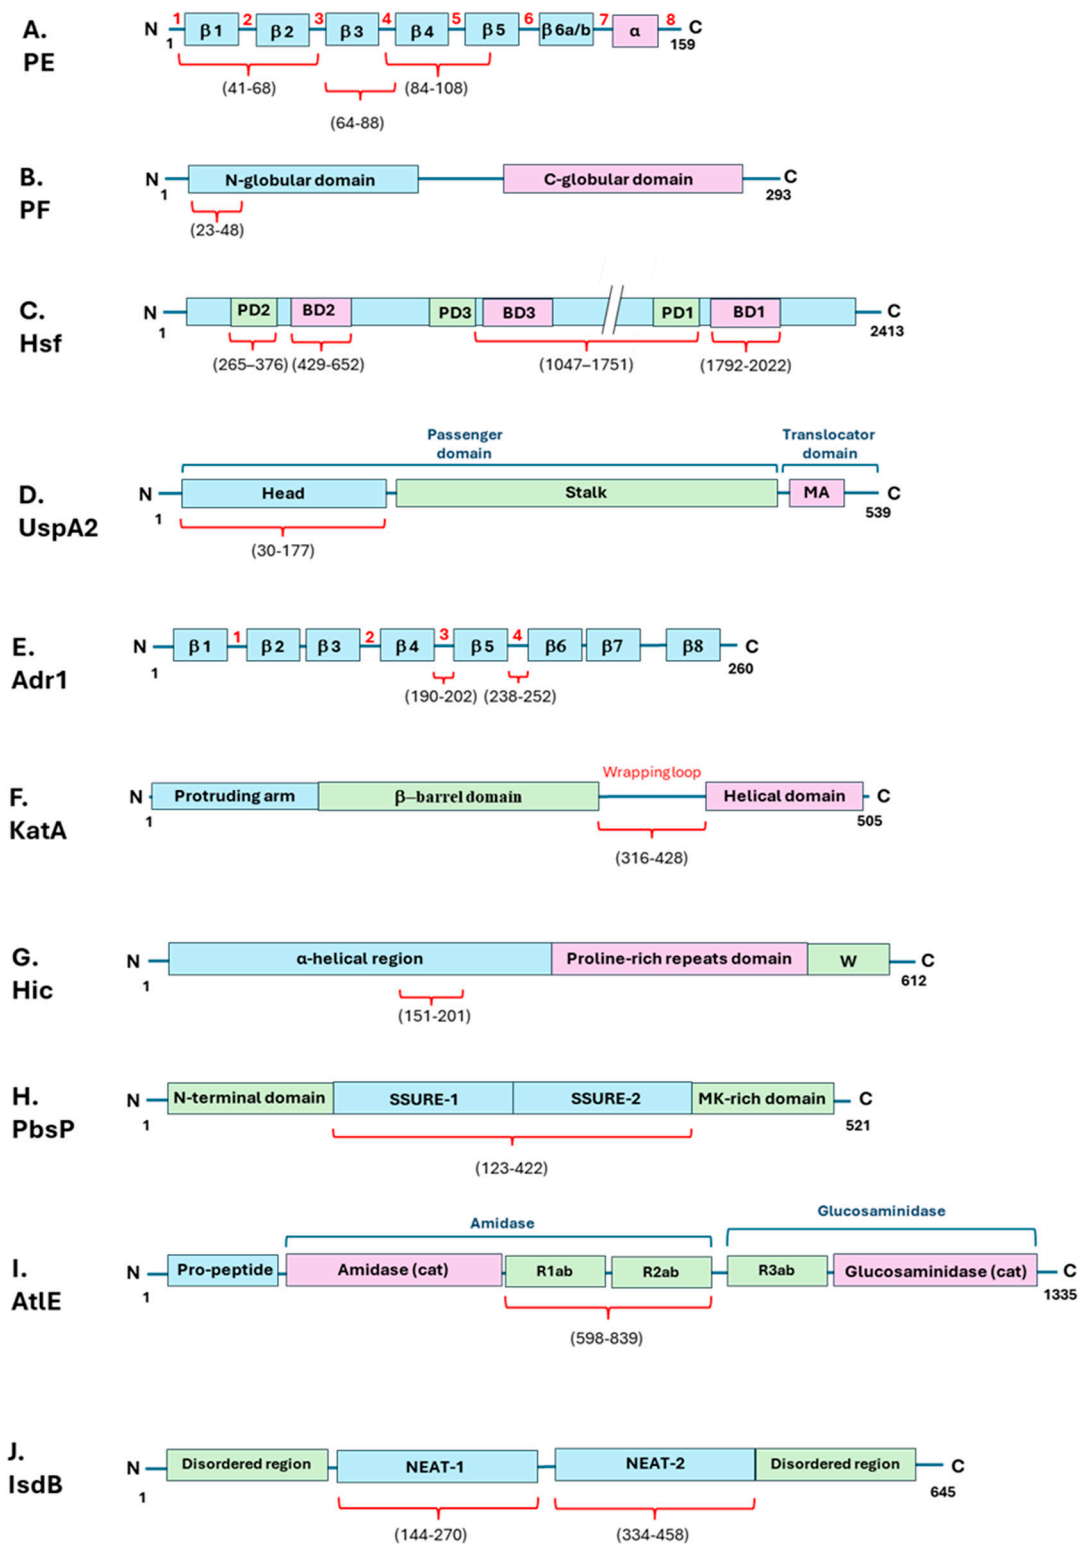 A.
PE
N 1 β1 2 β2 3 β3 4 β4 5 β5 6 β6a/b 7 α 8 C
1 159
(41-68) (84-108)
(64-88)
B.
PF
N N-globular domain C-globular domain C
1 293
(23-48)
C.
Hsf
N PD2 BD2 PD3 BD3 PD1 BD1 C
1 2413
(265–376) (429-652) (1047–1751) (1792-2022)
Passenger
domain
Translocator
domain
D.
UspA2
N Head Stalk MA C
1 539
(30-177)
E.
Adr1
N β1 1 β2 β3 2 β4 3 β5 4 β6 β7 β8 C
1 260
(190-202) (238-252)
F.
KatA
Wrapping loop
N Protruding arm β–barrel domain Helical domain C
1 505
(316-428)
G.
Hic
N α-helical region Proline-rich repeats domain W C
1 612
(151-201)
H.
PbsP
N N-terminal domain SSURE-1 SSURE-2 MK-rich domain C
1 521
(123-422)
Amidase Glucosaminidase
I.
AtlE
N Pro-peptide Amidase (cat) R1ab R2ab R3ab Glucosaminidase (cat) C
1 1335
(598-839)
J.
IsdB
N Disordered region NEAT-1 NEAT-2 Disordered region C
1 645
(144-270) (334-458)